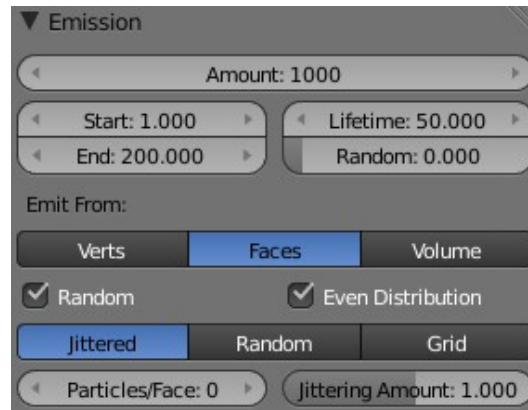 Emission
Amount: 1000
Start: 1.000
Lifetime: 50.000
End: 200.000
Random: 0.000
Emit From:
Verts
Faces
Volume
Random
Even Distribution
Jittered
Random
Grid
Particles/Face: 0
Jittering Amount: 1.000